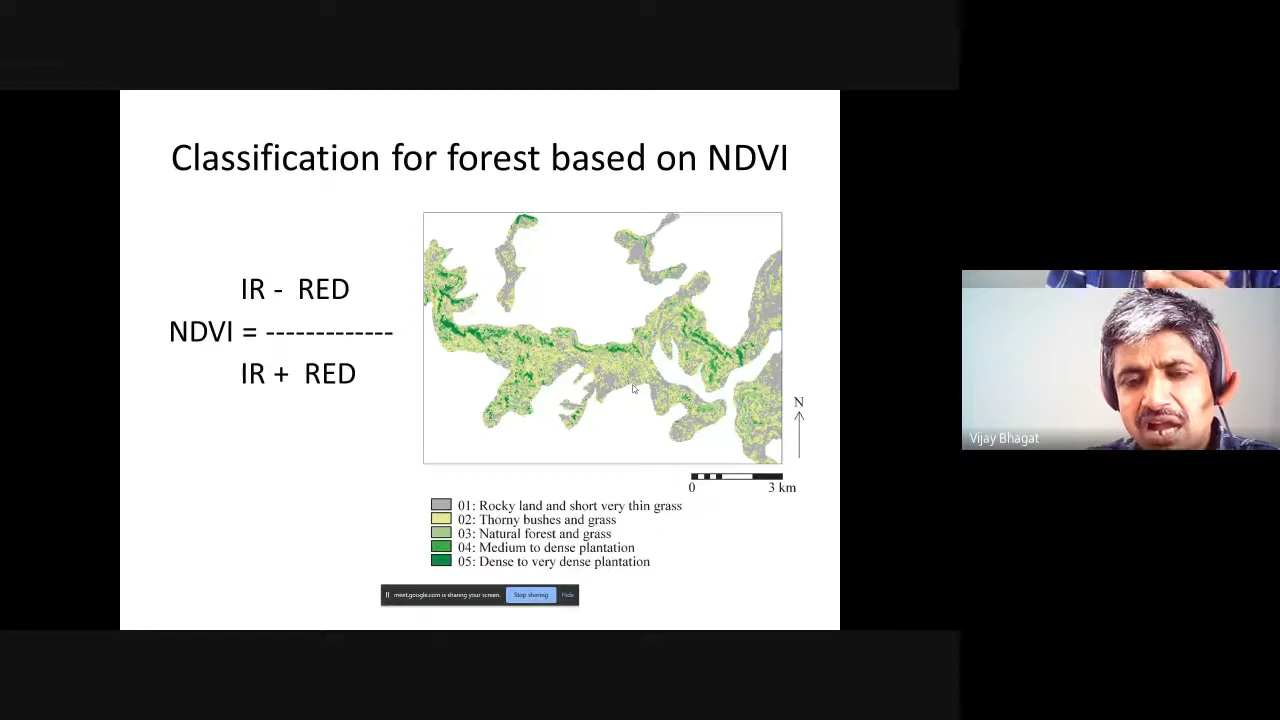 Classification for forest based on NDVI
IR - RED
NDVI = -------------
IR + RED
N
0 3 km
01: Rocky land and short very thin grass
02: Thorny bushes and grass
03: Natural forest and grass
04: Medium to dense plantation
05: Dense to very dense plantation
meet.google.com is sharing your screen. Stop sharing Hide
Vijay Bhagat